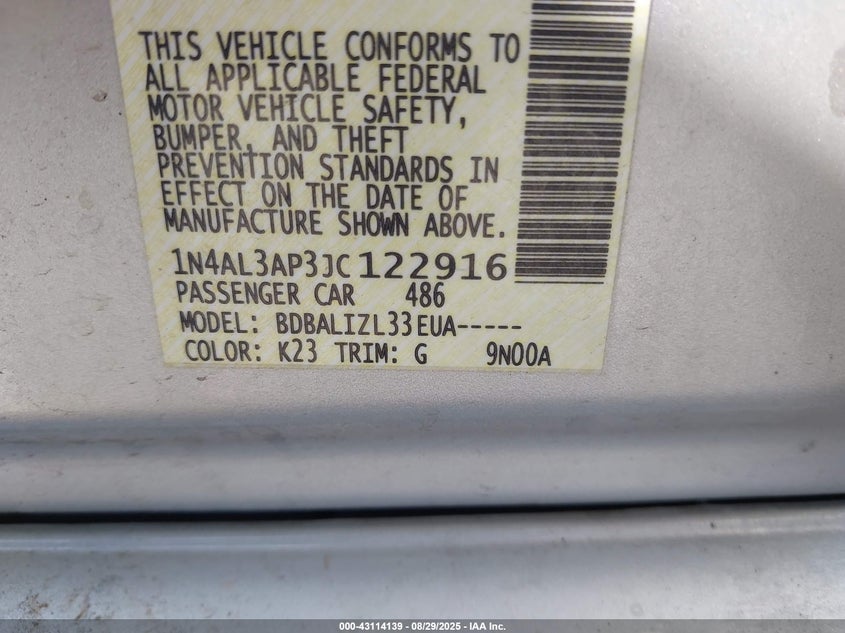 THIS VEHICLE CONFORMS TO
ALL APPLICABLE FEDERAL
MOTOR VEHICLE SAFETY,
BUMPER, AND THEFT
PREVENTION STANDARDS IN
EFFECT ON THE DATE OF
MANUFACTURE SHOWN ABOVE.
1N4AL3AP3JC122916
PASSENGER CAR 486
MODEL: BDBALIZL33EUA-----
COLOR: K23 TRIM: G 9N00A
000-43114139 - 08/29/2025 - IAA Inc.